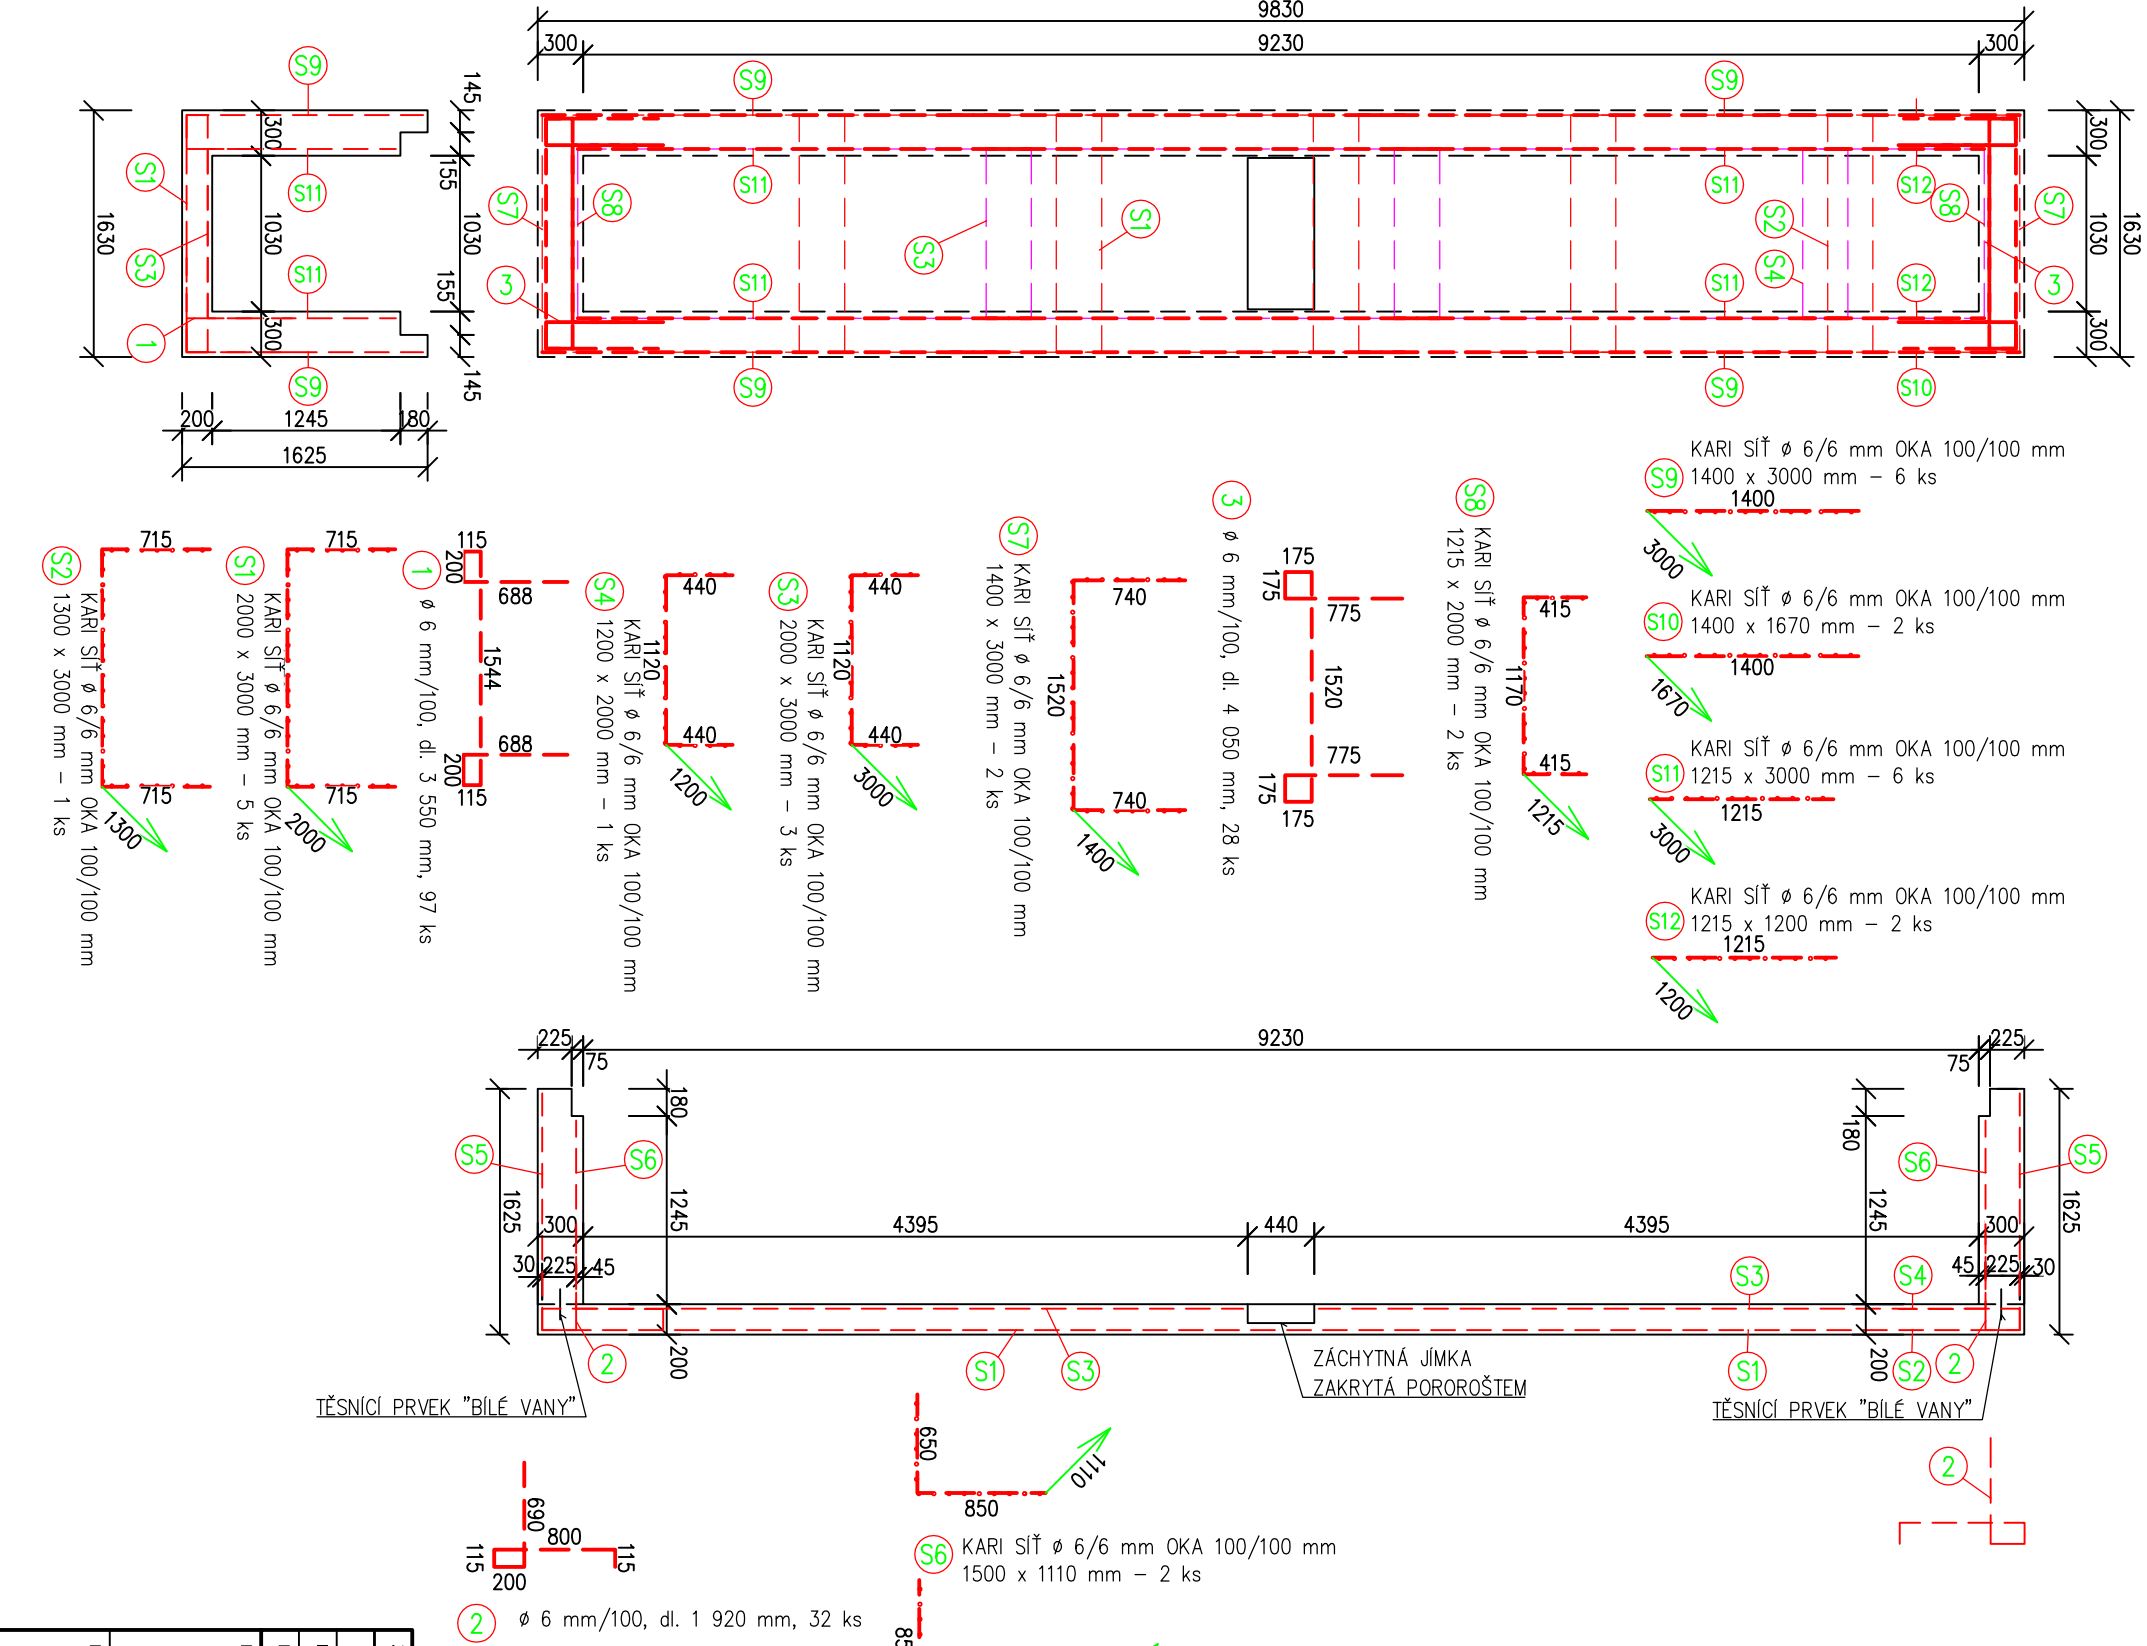 9830
300
9230
300
S9
S9
S9
145
300
155
1030
1030
155
300
145
1630
S1
S3
1
S11
S11
S9
200
1245
180
1625
S7
S8
3
S11
S11
S3
S1
S9
S11
S12
S8
S7
S2
S4
S11
S12
3
S9
S10
300
1030
300
1630
KARI SÍŤ ø 6/6 mm OKA 100/100 mm
S9 1400 x 3000 mm – 6 ks
1400
3000
KARI SÍŤ ø 6/6 mm OKA 100/100 mm
S10 1400 x 1670 mm – 2 ks
1400
1670
KARI SÍŤ ø 6/6 mm OKA 100/100 mm
S11 1215 x 3000 mm – 6 ks
1215
3000
KARI SÍŤ ø 6/6 mm OKA 100/100 mm
S12 1215 x 1200 mm – 2 ks
1215
1200
715
715
1300
S2 KARI SÍŤ ø 6/6 mm OKA 100/100 mm
1300 x 3000 mm – 1 ks
715
715
2000
S1 KARI SÍŤ ø 6/6 mm OKA 100/100 mm
2000 x 3000 mm – 5 ks
115
200
688
1544
688
200
115
1 ø 6 mm/100, dl. 3 550 mm, 97 ks
440
1120
440
1200
S4 KARI SÍŤ ø 6/6 mm OKA 100/100 mm
1200 x 2000 mm – 1 ks
440
1120
440
3000
S3 KARI SÍŤ ø 6/6 mm OKA 100/100 mm
2000 x 3000 mm – 3 ks
740
1520
740
1400
S7 KARI SÍŤ ø 6/6 mm OKA 100/100 mm
1400 x 3000 mm – 2 ks
175
175
775
1520
775
175
175
3 ø 6 mm/100, dl. 4 050 mm, 28 ks
415
1170
415
1215
S8 KARI SÍŤ ø 6/6 mm OKA 100/100 mm
1215 x 2000 mm – 2 ks
225
75
9230
75
225
180
180
S5
S6
S6
S5
1625
1245
1245
1625
300
4395
440
4395
300
30
225
45
45
225
30
S3
S4
2
200
S1
S3
S1
S2
2
200
ZÁCHYTNÁ JÍMKA
ZAKRYTÁ POROROŠTEM
TĚSNÍCÍ PRVEK "BÍLÉ VANY"
TĚSNÍCÍ PRVEK "BÍLÉ VANY"
650
850
1110
2
690
800
115
115
200
S6 KARI SÍŤ ø 6/6 mm OKA 100/100 mm
1500 x 1110 mm – 2 ks
2 ø 6 mm/100, dl. 1 920 mm, 32 ks